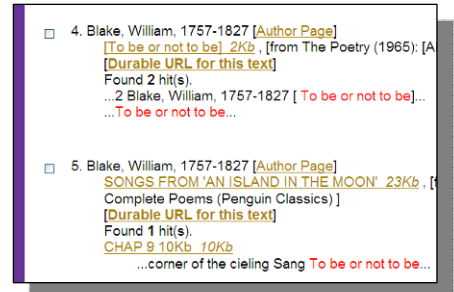 4. Blake, William, 1757-1827 [Author Page]
[To be or not to be] 2Kb , [from The Poetry (1965): [A
[Durable URL for this text]
Found 2 hit(s).
...2 Blake, William, 1757-1827 [ To be or not to be]...
...To be or not to be...
5. Blake, William, 1757-1827 [Author Page]
SONGS FROM 'AN ISLAND IN THE MOON' 23Kb , [f
Complete Poems (Penguin Classics) ]
[Durable URL for this text]
Found 1 hit(s).
CHAP 9 10Kb 10Kb
...corner of the cieling Sang To be or not to be...